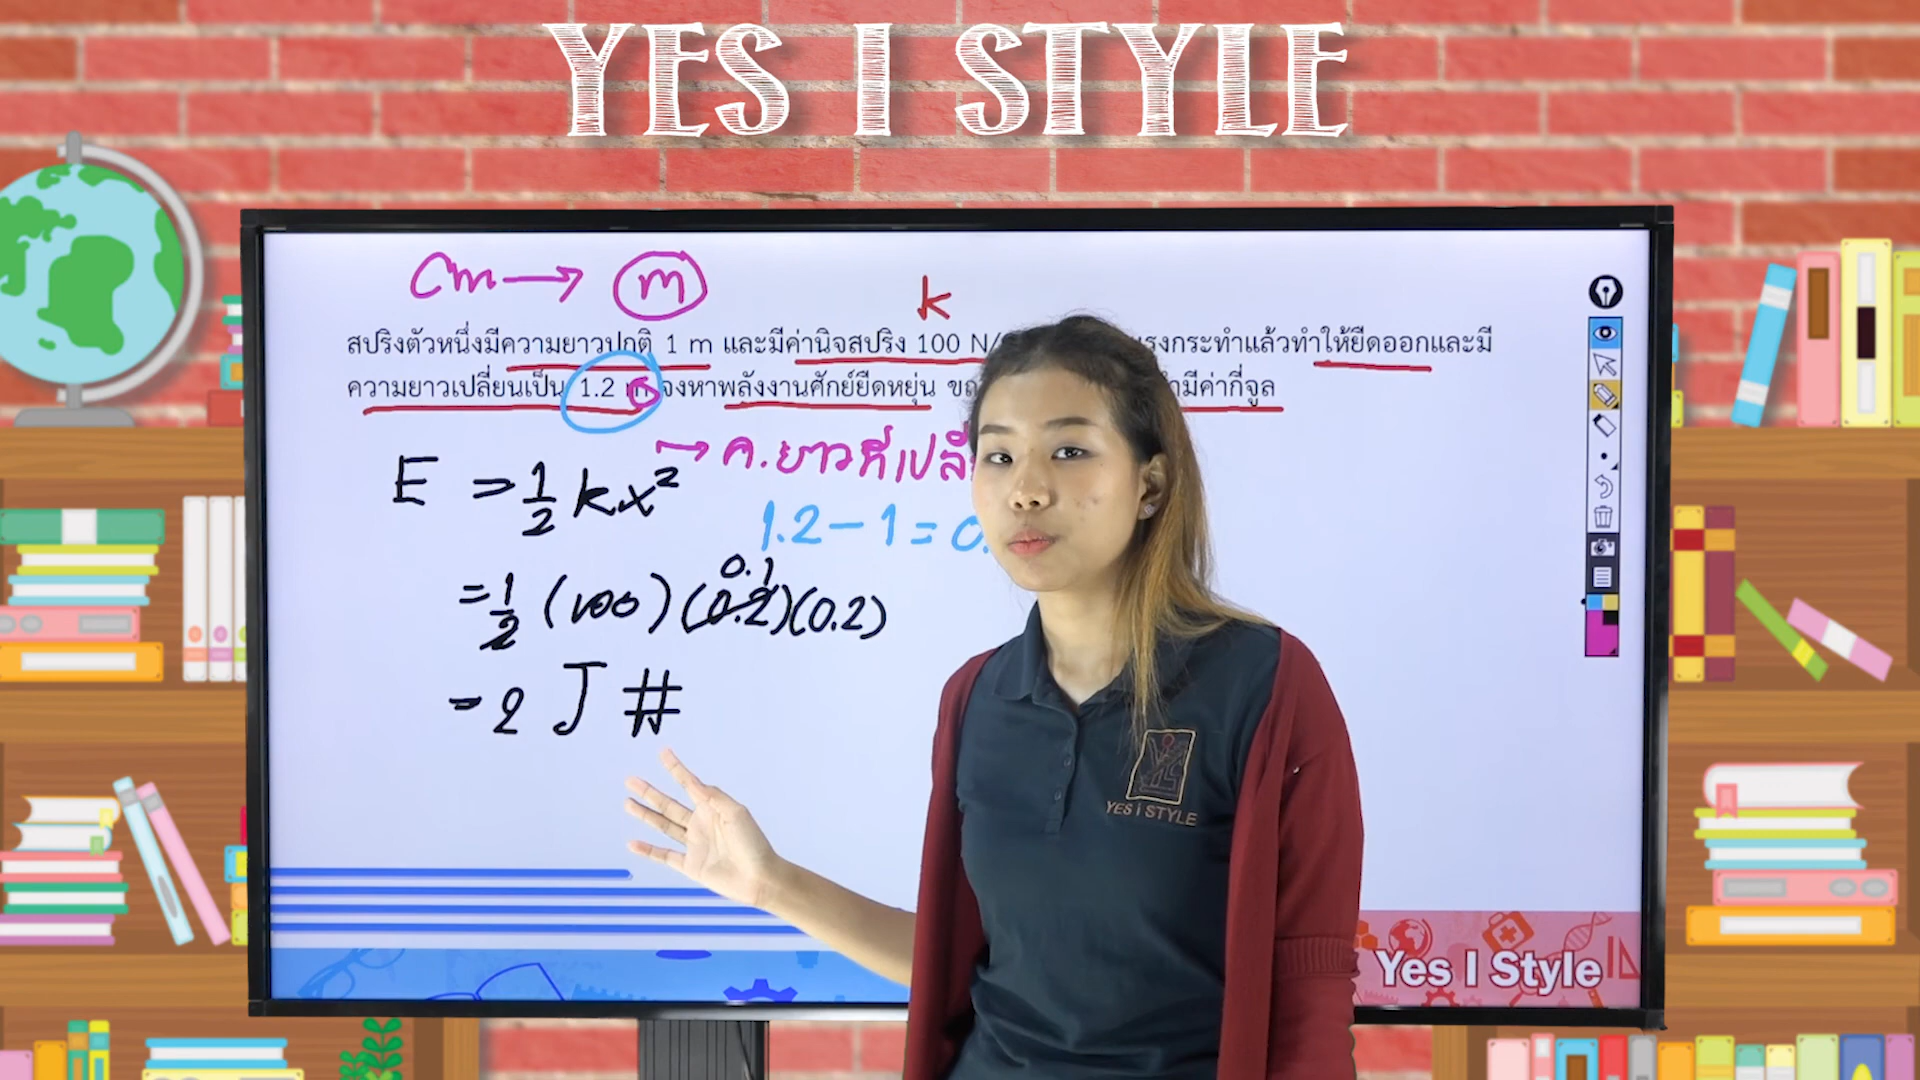 YES I STYLE
cm → m
k
สปริงตัวหนึ่งมีความยาวปกติ 1 m และมีค่านิจสปริง 100 N/ แรงกระทำแล้วทำให้ยืดออกและมี
ความยาวเปลี่ยนเป็น 1.2 m จงหาพลังงานศักย์ยืดหยุ่น มีค่ากี่จูล
→ ค.ยาวที่เปลี่
E = 1/2 kx²
1.2 - 1 = 0.
0.1
= 1/2 (100) (0.2)(0.2)
= 2 J #
YES I STYLE
Yes I Style